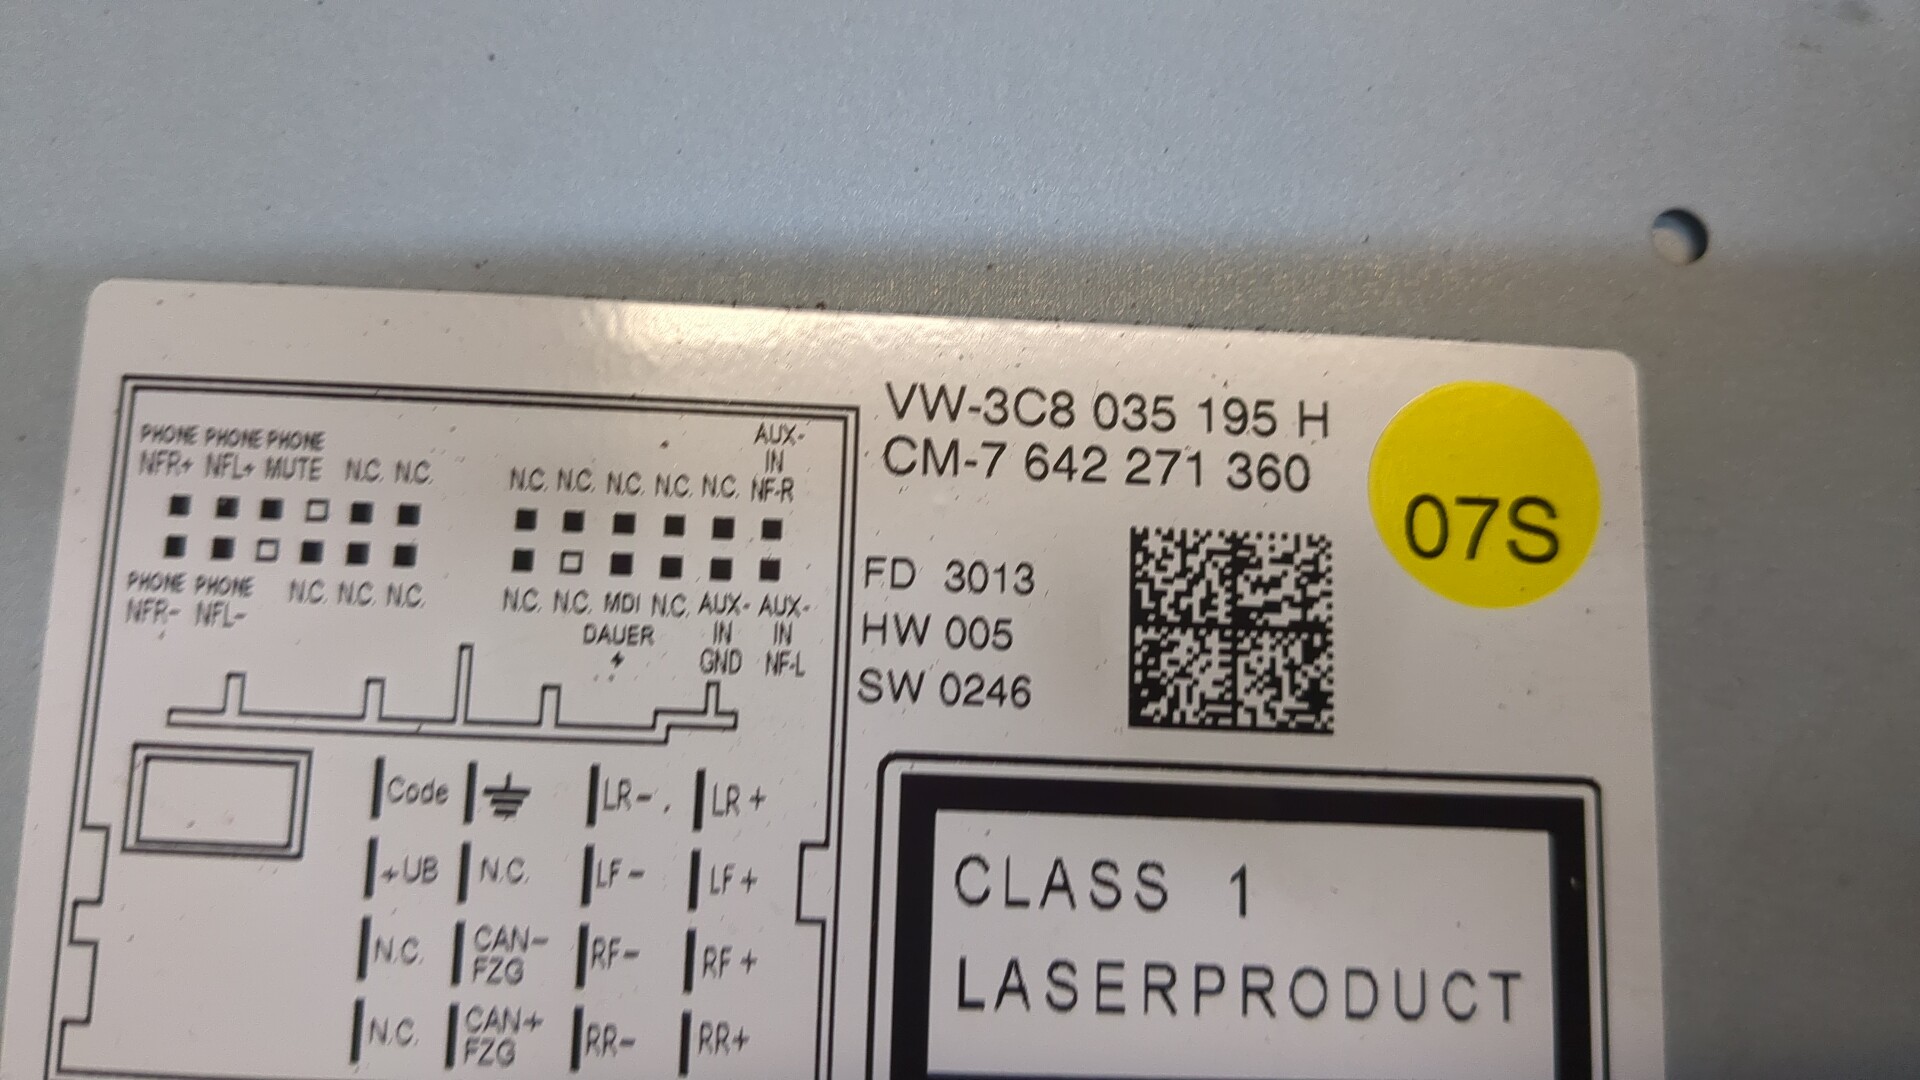 VW-3C8 035 195 H
CM-7 642 271 360
07S
FD 3013
HW 005
SW 0246
CLASS 1
LASERPRODUCT
PHONE PHONE PHONE
NFR+ NFL+ MUTE N.C. N.C.
PHONE PHONE N.C. N.C. N.C.
NFR- NFL-
AUX-
IN
N.C. N.C. N.C. N.C. N.C. NF-R
N.C. N.C. MDI N.C. AUX- AUX-
DAUER IN IN
GND NF-L
Code LR- LR+
+UB N.C. LF- LF+
N.C. CAN- RF- RF+
FZG
N.C. CAN+ RR- RR+
FZG